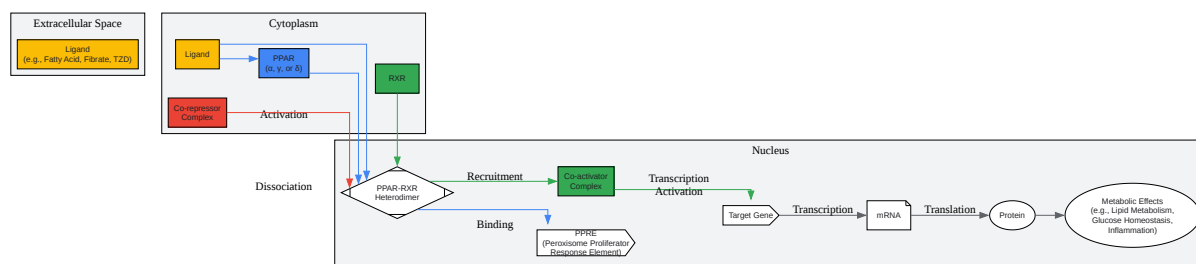 Extracellular Space
Ligand
(e.g., Fatty Acid, Fibrate, TZD)
Cytoplasm
Ligand
PPAR
(α, γ, or δ)
RXR
Co-repressor
Complex
Activation
Nucleus
Dissociation
PPAR-RXR
Heterodimer
Recruitment
Co-activator
Complex
Transcription
Activation
Binding
PPRE
(Peroxisome Proliferator
Response Element)
Target Gene
Transcription
mRNA
Translation
Protein
Metabolic Effects
(e.g., Lipid Metabolism,
Glucose Homeostasis,
Inflammation)